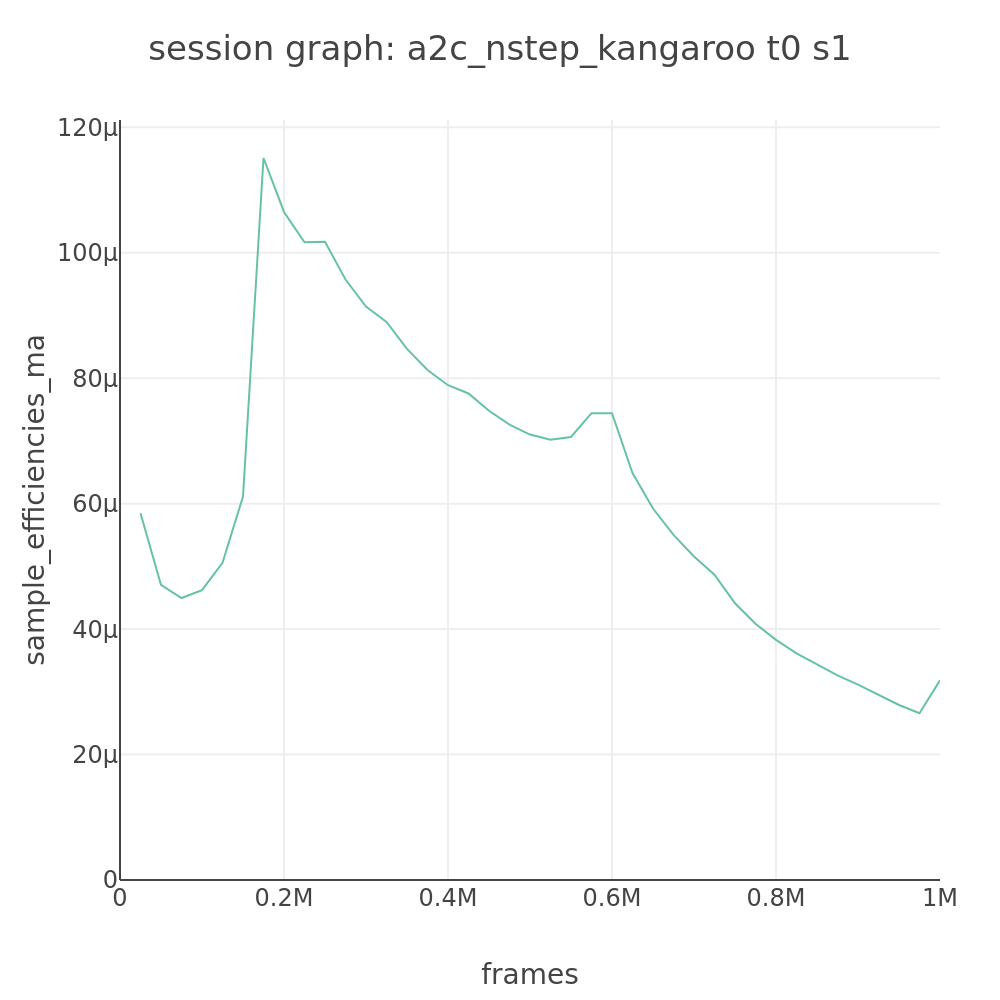 session graph: a2c_nstep_kangaroo t0 s1
120μ
100μ
80μ
60μ
40μ
20μ
0
sample_efficiencies_ma
0 0.2M 0.4M 0.6M 0.8M 1M
frames